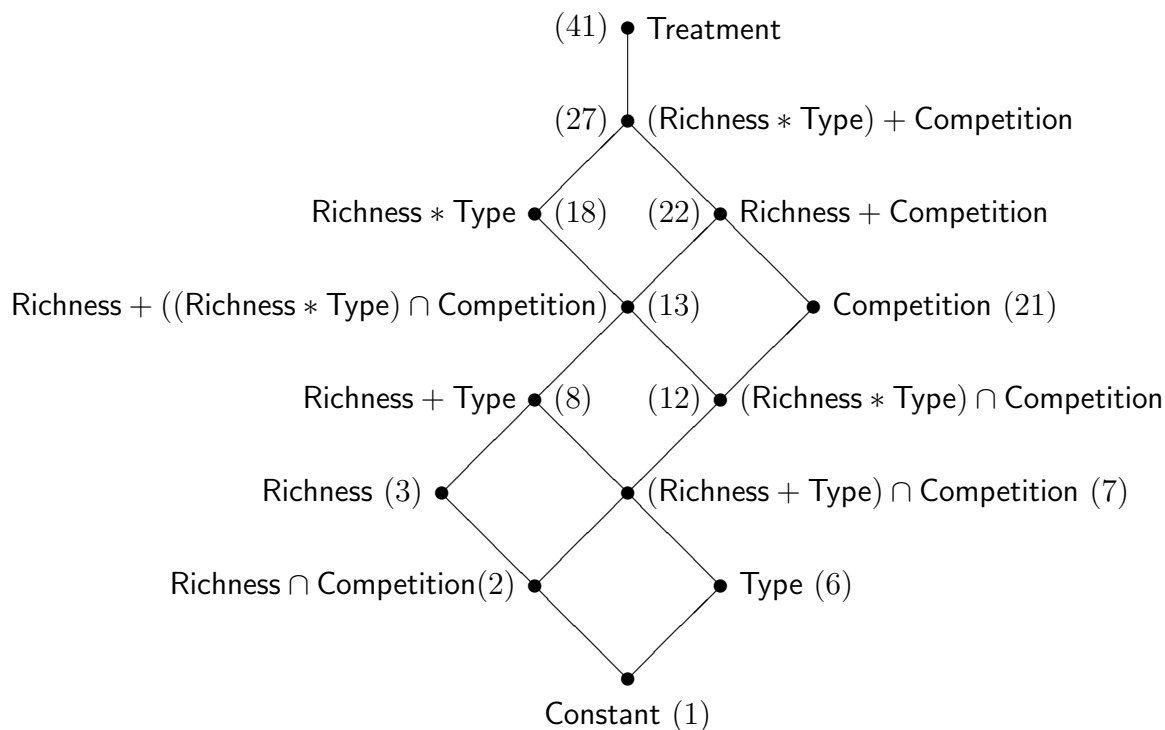 (41) Treatment
(27) (Richness ∗ Type) + Competition
Richness ∗ Type (18) (22) Richness + Competition
Richness + ((Richness ∗ Type) ∩ Competition) (13) Competition (21)
Richness + Type (8) (12) (Richness ∗ Type) ∩ Competition
Richness (3) (Richness + Type) ∩ Competition (7)
Richness ∩ Competition(2) Type (6)
Constant (1)